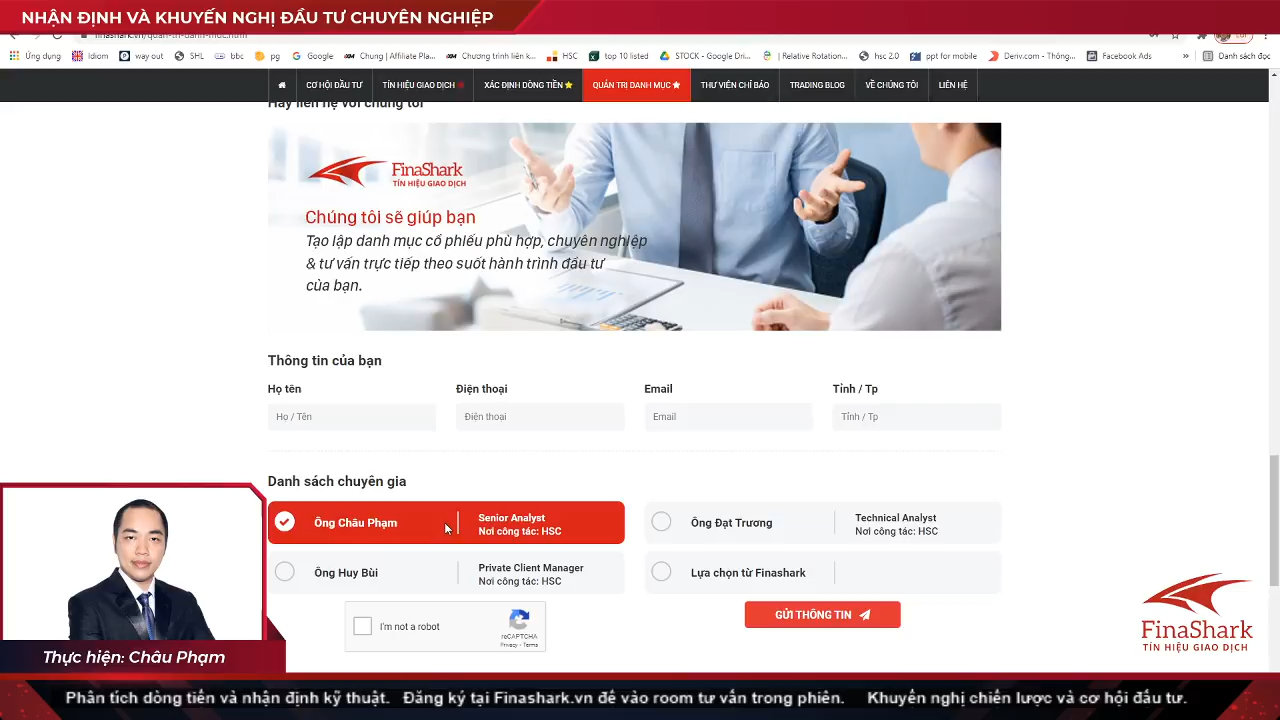 NHẬN ĐỊNH VÀ KHUYẾN NGHỊ ĐẦU TƯ CHUYÊN NGHIỆP
Ứng dụng Idiom way out SHL bbc pg Google Chung | Affiliate Pla... Chương trình liên k... HSC top 10 listed STOCK - Google Dri... | Relative Rotation... hsc 2.0 ppt for mobile Deriv.com - Thông... Facebook Ads » Danh sách đọc
CƠ HỘI ĐẦU TƯ TÍN HIỆU GIAO DỊCH XÁC ĐỊNH DÒNG TIỀN QUẢN TRỊ DANH MỤC THƯ VIỆN CHỈ BÁO TRADING BLOG VỀ CHÚNG TÔI LIÊN HỆ
Hãy liên hệ với chúng tôi
FinaShark
TÍN HIỆU GIAO DỊCH
Chúng tôi sẽ giúp bạn
Tạo lập danh mục cổ phiếu phù hợp, chuyên nghiệp
& tư vấn trực tiếp theo suốt hành trình đầu tư
của bạn.
Thông tin của bạn
Họ tên Điện thoại Email Tỉnh / Tp
Họ / Tên Điện thoại Email Tỉnh / Tp
Danh sách chuyên gia
Ông Châu Phạm Senior Analyst
Nơi công tác: HSC
Ông Đạt Trương Technical Analyst
Nơi công tác: HSC
Ông Huy Bùi Private Client Manager
Nơi công tác: HSC
Lựa chọn từ Finashark
I'm not a robot
reCAPTCHA
Privacy - Terms
GỬI THÔNG TIN
FinaShark
TÍN HIỆU GIAO DỊCH
Thực hiện: Châu Phạm
Phân tích dòng tiền và nhận định kỹ thuật. Đăng ký tại Finashark.vn để vào room tư vấn trong phiên. Khuyến nghị chiến lược và cơ hội đầu tư.